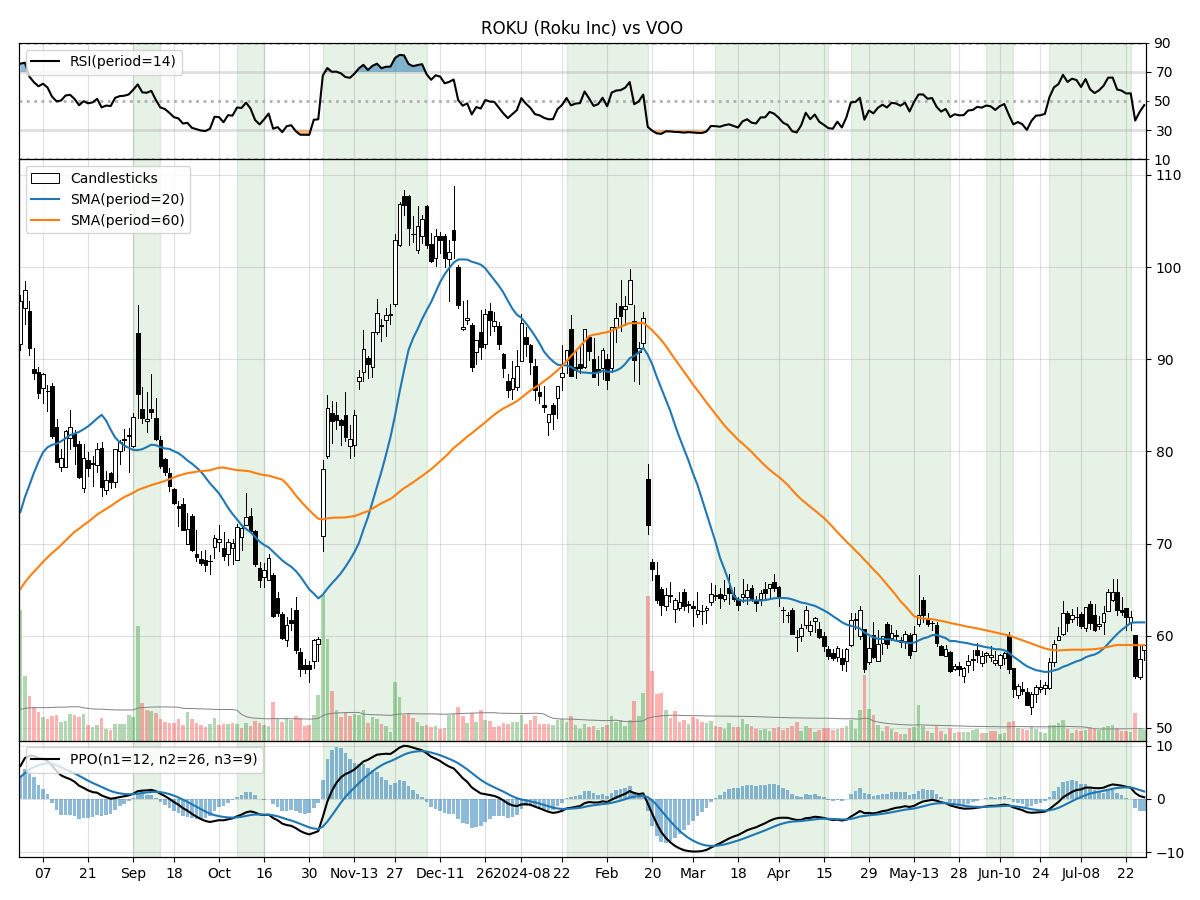 ROKU (Roku Inc) vs VOO
RSI(period=14)
90
70
50
30
10
Candlesticks
SMA(period=20)
SMA(period=60)
110
100
90
80
70
60
50
PPO(n1=12, n2=26, n3=9)
10
0
−10
07 21 Sep 18 Oct 16 30 Nov-13 27 Dec-11 26 2024-08 22 Feb 20 Mar 18 Apr 15 29 May-13 28 Jun-10 24 Jul-08 22